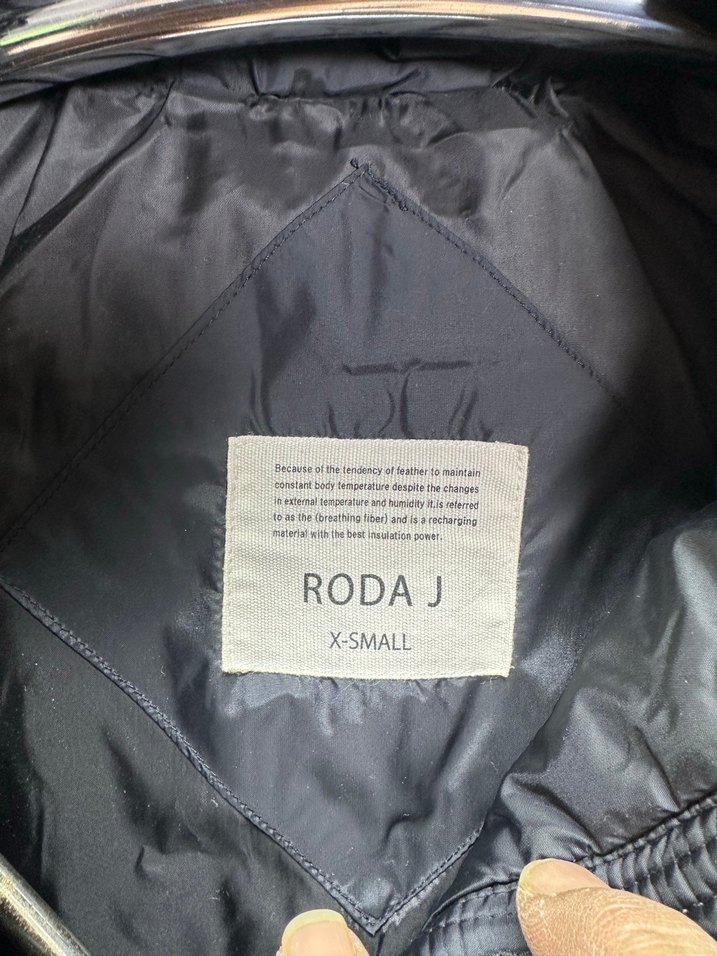 Because of the tendency of feather to maintain
constant body temperature despite the changes
in external temperature and humidity it.is referred
to as the (breathing fiber) and is a recharging
material with the best insulation power.
RODA J
X-SMALL